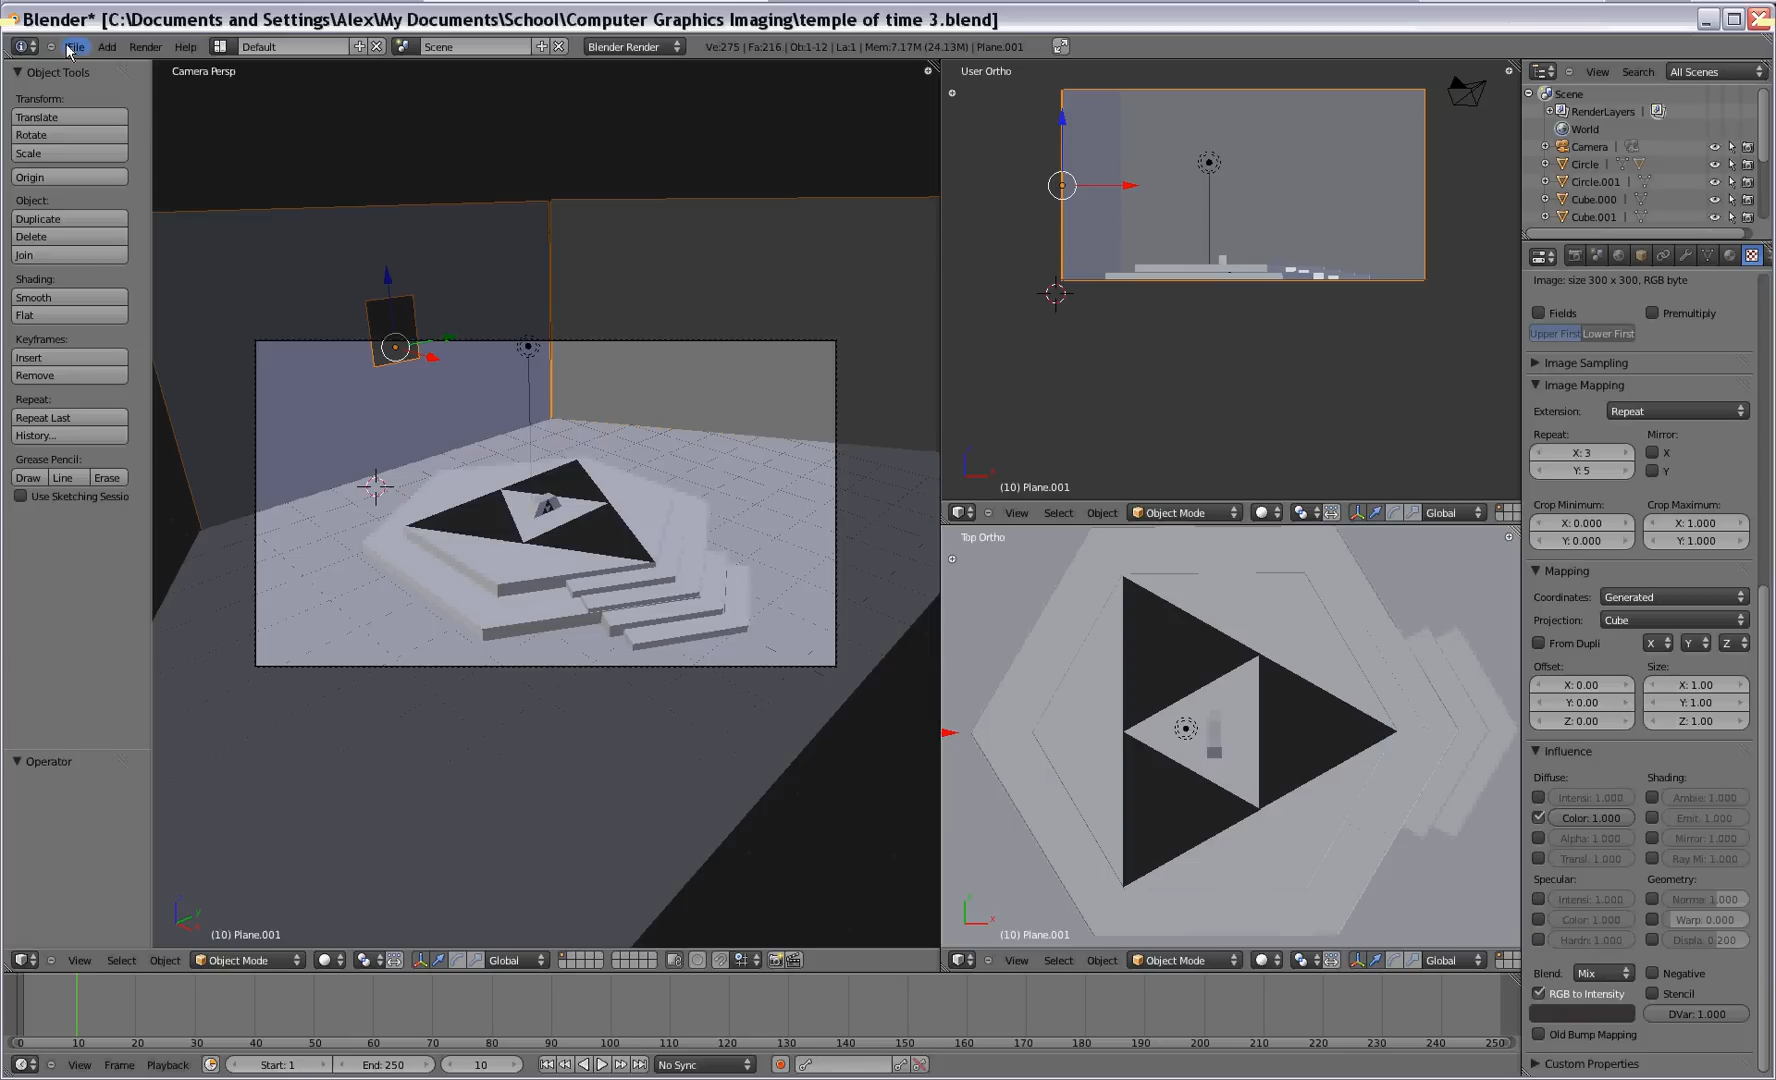 Blender* [C:\Documents and Settings\Alex\My Documents\School\Computer Graphics Imaging\temple of time 3.blend]
File Add Render Help Default Scene Blender Render Ve:275 | Fa:216 | Ob:1-12 | La:1 | Mem:7.17M (24.13M) | Plane.001
Object Tools
Transform:
Translate
Rotate
Scale
Origin
Object:
Duplicate
Delete
Join
Shading:
Smooth
Flat
Keyframes:
Insert
Remove
Repeat:
Repeat Last
History...
Grease Pencil:
Draw Line Erase
Use Sketching Sessio
Operator
Camera Persp
(10) Plane.001
View Select Object Object Mode Global
User Ortho
(10) Plane.001
View Select Object Object Mode Global
Top Ortho
(10) Plane.001
View Select Object Object Mode Global
View Search All Scenes
Scene
RenderLayers |
World
Camera |
Circle |
Circle.001 |
Cube.000 |
Cube.001 |
Image: size 300 x 300, RGB byte
Fields Premultiply
Upper First Lower First
Image Sampling
Image Mapping
Extension: Repeat
Repeat: Mirror:
X: 3 X
Y: 5 Y
Crop Minimum: Crop Maximum:
X: 0.000 X: 1.000
Y: 0.000 Y: 1.000
Mapping
Coordinates: Generated
Projection: Cube
From Dupli X Y Z
Offset: Size:
X: 0.00 X: 1.00
Y: 0.00 Y: 1.00
Z: 0.00 Z: 1.00
Influence
Diffuse: Shading:
Intensi: 1.000 Ambie: 1.000
Color: 1.000 Emit: 1.000
Alpha: 1.000 Mirror: 1.000
Transl: 1.000 Ray Mi: 1.000
Specular: Geometry:
Intensi: 1.000 Norma: 1.000
Color: 1.000 Warp: 0.000
Hardn: 1.000 Displa: 0.200
Blend: Mix Negative
RGB to Intensity Stencil
DVar: 1.000
Old Bump Mapping
Custom Properties
0 10 20 30 40 50 60 70 80 90 100 110 120 130 140 150 160 170 180 190 200 210 220 230 240 250
View Frame Playback Start: 1 End: 250 10 No Sync